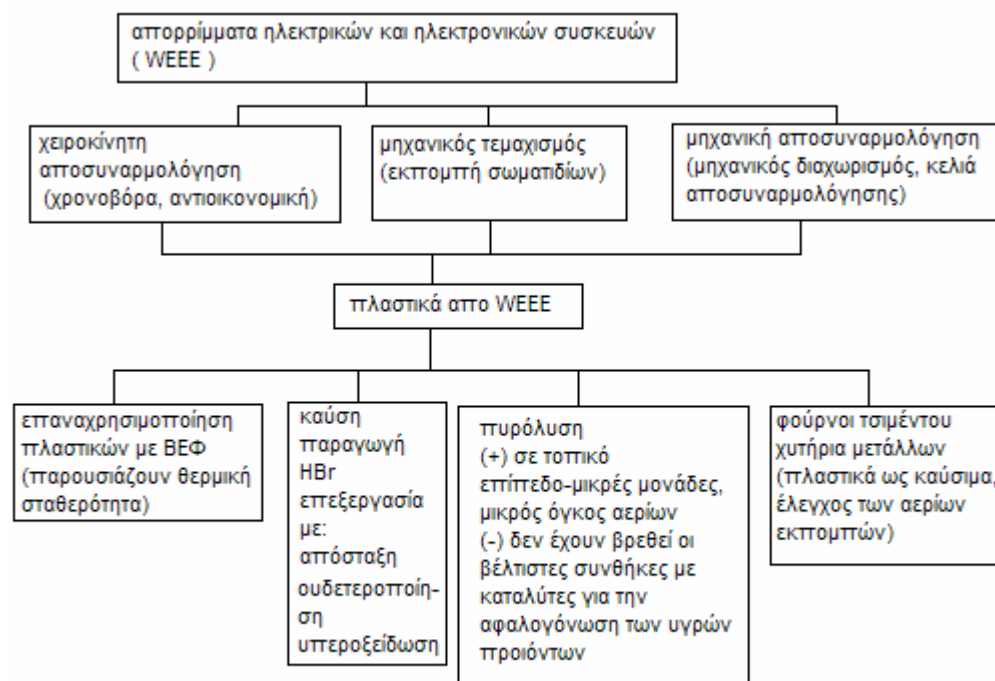 απορρίμματα ηλεκτρικών και ηλεκτρονικών συσκευών
( WEEE )
χειροκίνητη
αποσυναρμολόγηση
(χρονοβόρα, αντιοικονομική)
μηχανικός τεμαχισμός
(εκπομπή σωματιδίων)
μηχανική αποσυναρμολόγηση
(μηχανικός διαχωρισμός, κελιά
αποσυναρμολόγησης)
πλαστικά απο WEEE
επαναχρησιμοποίηση
πλαστικών με ΒΕΦ
(παρουσιάζουν θερμική
σταθερότητα)
καύση
παραγωγή
HBr
επεξεργασία
με:
απόσταξη
ουδετεροποίη-
ση
υπεροξείδωση
πυρόλυση
(+) σε τοπικό
επίπεδο-μικρές μονάδες,
μικρός όγκος αερίων
(-) δεν έχουν βρεθεί οι
βέλτιστες συνθήκες με
καταλύτες για την
αφαλογόνωση των υγρών
προιόντων
φούρνοι τσιμέντου
χυτήρια μετάλλων
(πλαστικά ως καύσιμα,
έλεγχος των αερίων
εκπομπών)